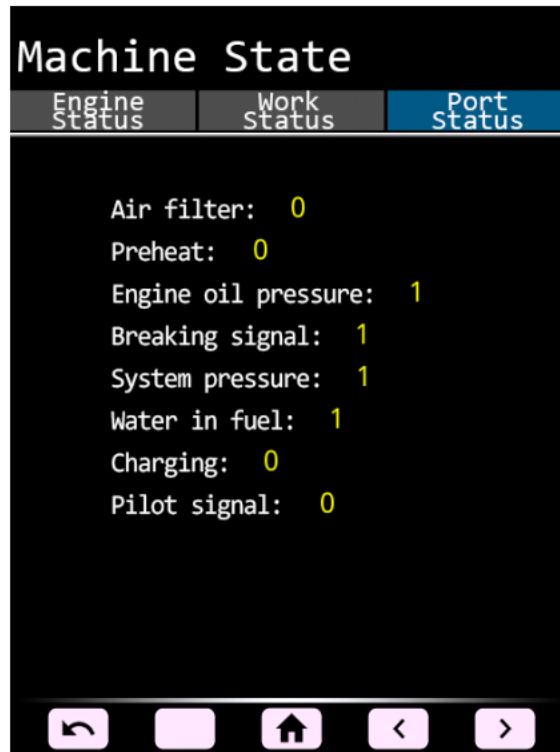 Machine State
Engine Status
Work Status
Port Status
Air filter: 0
Preheat: 0
Engine oil pressure: 1
Breaking signal: 1
System pressure: 1
Water in fuel: 1
Charging: 0
Pilot signal: 0